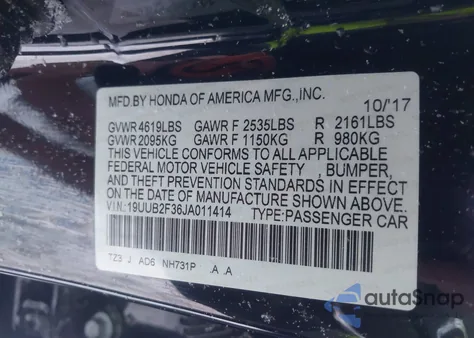 MFD BY HONDA OF AMERICA MFG.,INC. 10/'17
GVWR 4619LBS GAWR F 2535LBS R 2161LBS
GVWR 2095KG GAWR F 1150KG R 980KG
THIS VEHICLE CONFORMS TO ALL APPLICABLE
FEDERAL MOTOR VEHICLE SAFETY , BUMPER,
AND THEFT PREVENTION STANDARDS IN EFFECT
ON THE DATE OF MANUFACTURE SHOWN ABOVE.
V.I.N.:19UUB2F36JA011414 TYPE:PASSENGER CAR
TZ3 J AD6 NH731P .A .A
autoSnap